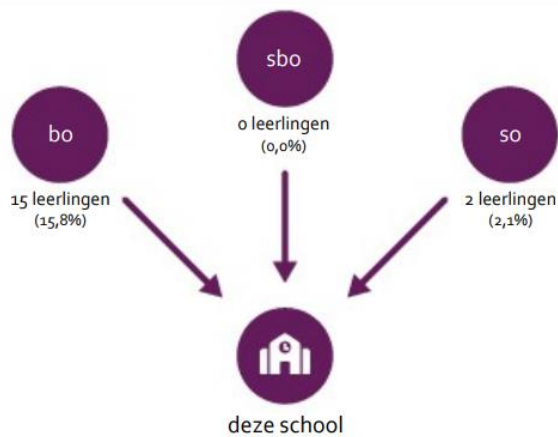 sbo
0 leerlingen
(0,0%)
bo
15 leerlingen
(15,8%)
so
2 leerlingen
(2,1%)
deze school